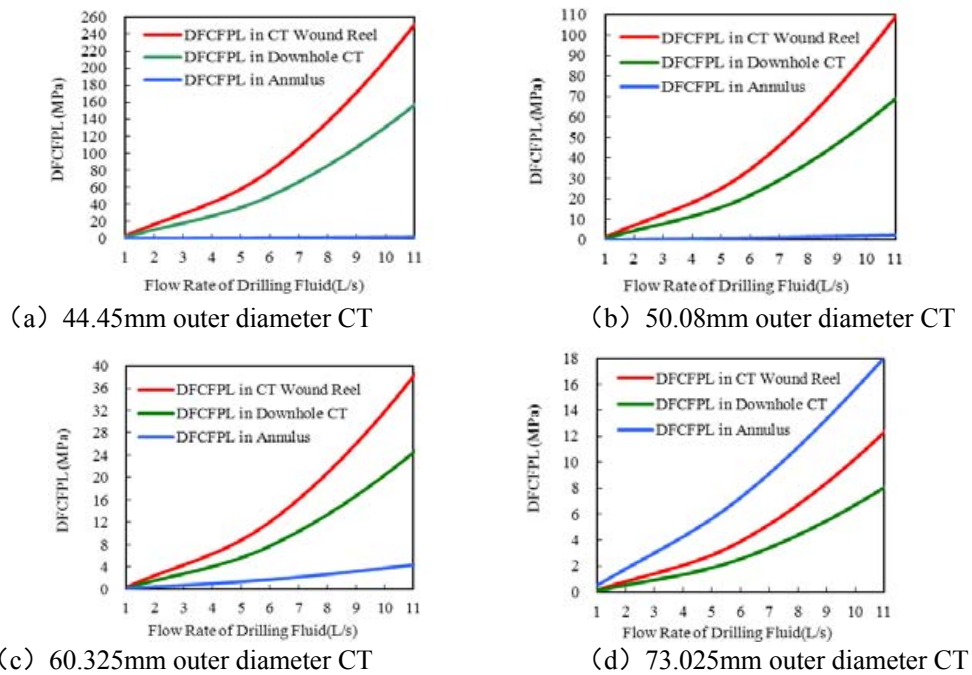 260
240
220
200
180
160
140
120
100
80
60
40
20
0
DFCFPL (MPa)
DFCFPL in CT Wound Reel
DFCFPL in Downhole CT
DFCFPL in Annulus
1 2 3 4 5 6 7 8 9 10 11
Flow Rate of Drilling Fluid(L/s)
（a）44.45mm outer diameter CT
110
100
90
80
70
60
50
40
30
20
10
0
DFCFPL (MPa)
DFCFPL in CT Wound Reel
DFCFPL in Downhole CT
DFCFPL in Annulus
1 2 3 4 5 6 7 8 9 10 11
Flow Rate of Drilling Fluid(L/s)
（b）50.08mm outer diameter CT
40
36
32
28
24
20
16
12
8
4
0
DFCFPL (MPa)
DFCFPL in CT Wound Reel
DFCFPL in Downhole CT
DFCFPL in Annulus
1 2 3 4 5 6 7 8 9 10 11
Flow Rate of Drilling Fluid(L/s)
（c）60.325mm outer diameter CT
18
16
14
12
10
8
6
4
2
0
DFCFPL (MPa)
DFCFPL in CT Wound Reel
DFCFPL in Downhole CT
DFCFPL in Annulus
1 2 3 4 5 6 7 8 9 10 11
Flow Rate of Drilling Fluid(L/s)
（d）73.025mm outer diameter CT